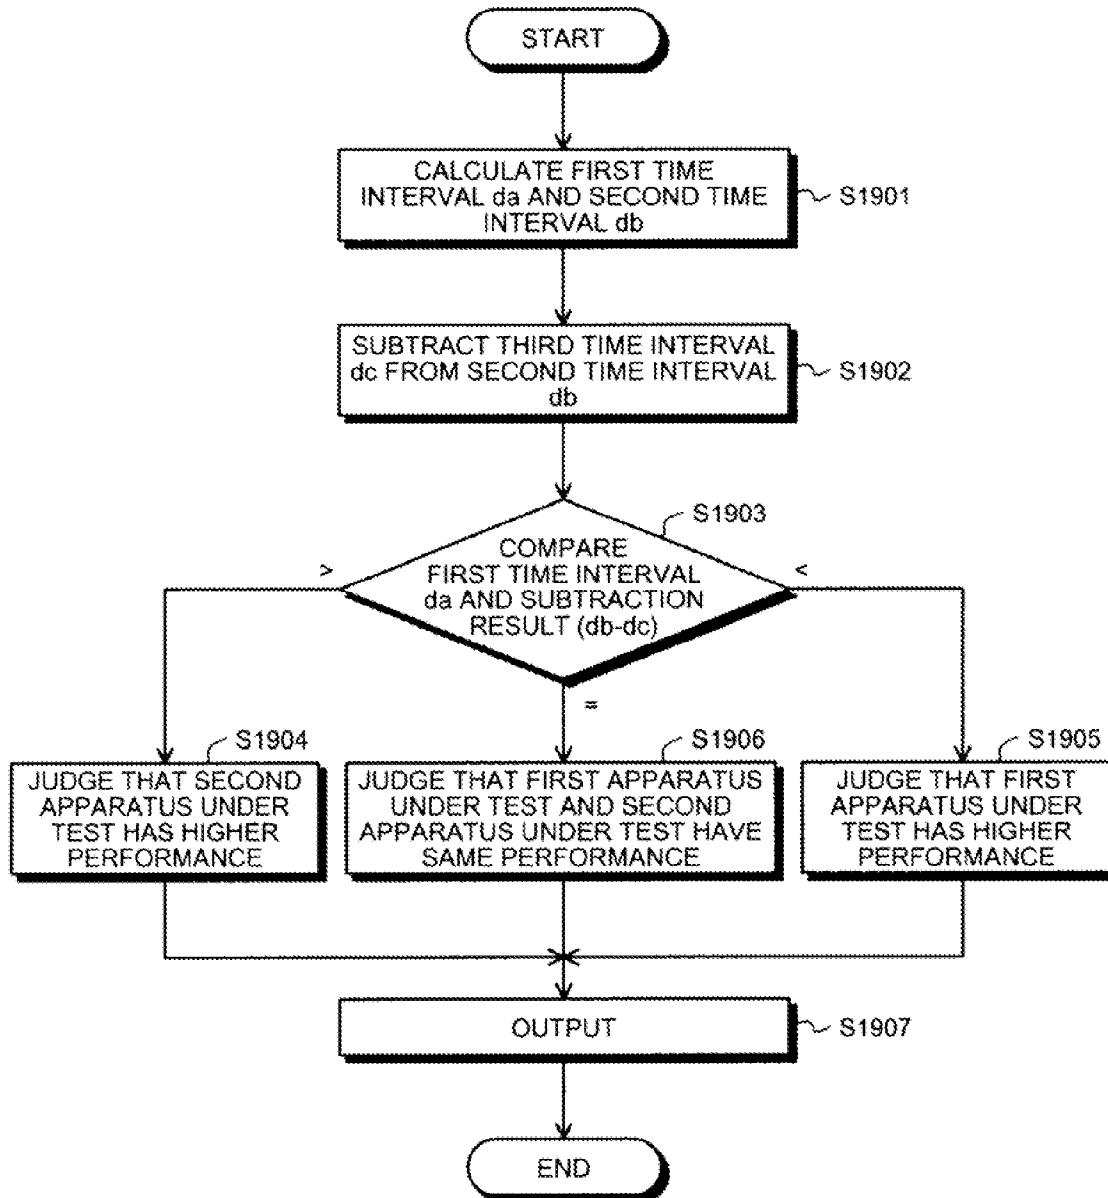 START
CALCULATE FIRST TIME
INTERVAL da AND SECOND TIME
INTERVAL db
S1901
SUBTRACT THIRD TIME INTERVAL
dc FROM SECOND TIME INTERVAL
db
S1902
S1903
COMPARE
FIRST TIME INTERVAL
da AND SUBTRACTION
RESULT (db-dc)
>
<
=
S1904
JUDGE THAT SECOND
APPARATUS UNDER
TEST HAS HIGHER
PERFORMANCE
S1906
JUDGE THAT FIRST APPARATUS
UNDER TEST AND SECOND
APPARATUS UNDER TEST HAVE
SAME PERFORMANCE
S1905
JUDGE THAT FIRST
APPARATUS UNDER
TEST HAS HIGHER
PERFORMANCE
OUTPUT
S1907
END